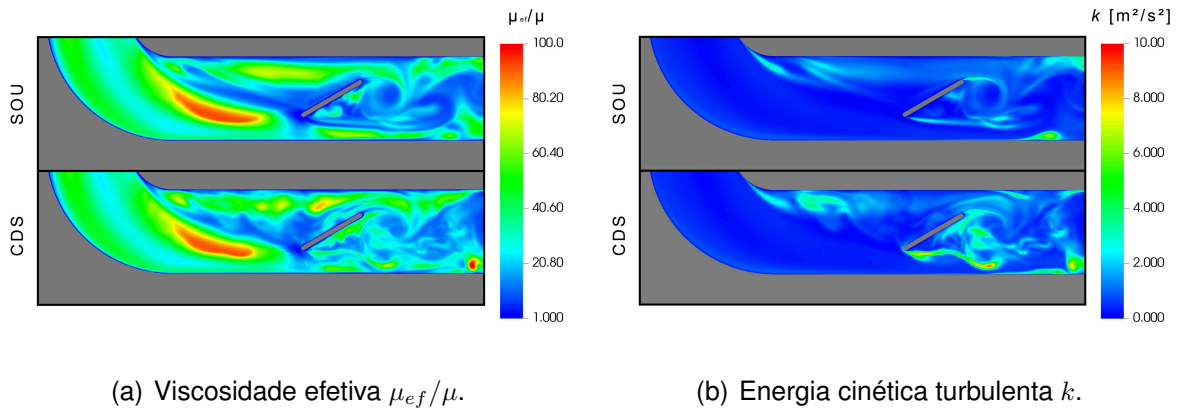 μef/μ
100.0
80.20
60.40
40.60
20.80
1.000
SOU
CDS
(a) Viscosidade efetiva μef/μ.
k [m²/s²]
10.00
8.000
6.000
4.000
2.000
0.000
SOU
CDS
(b) Energia cinética turbulenta k.